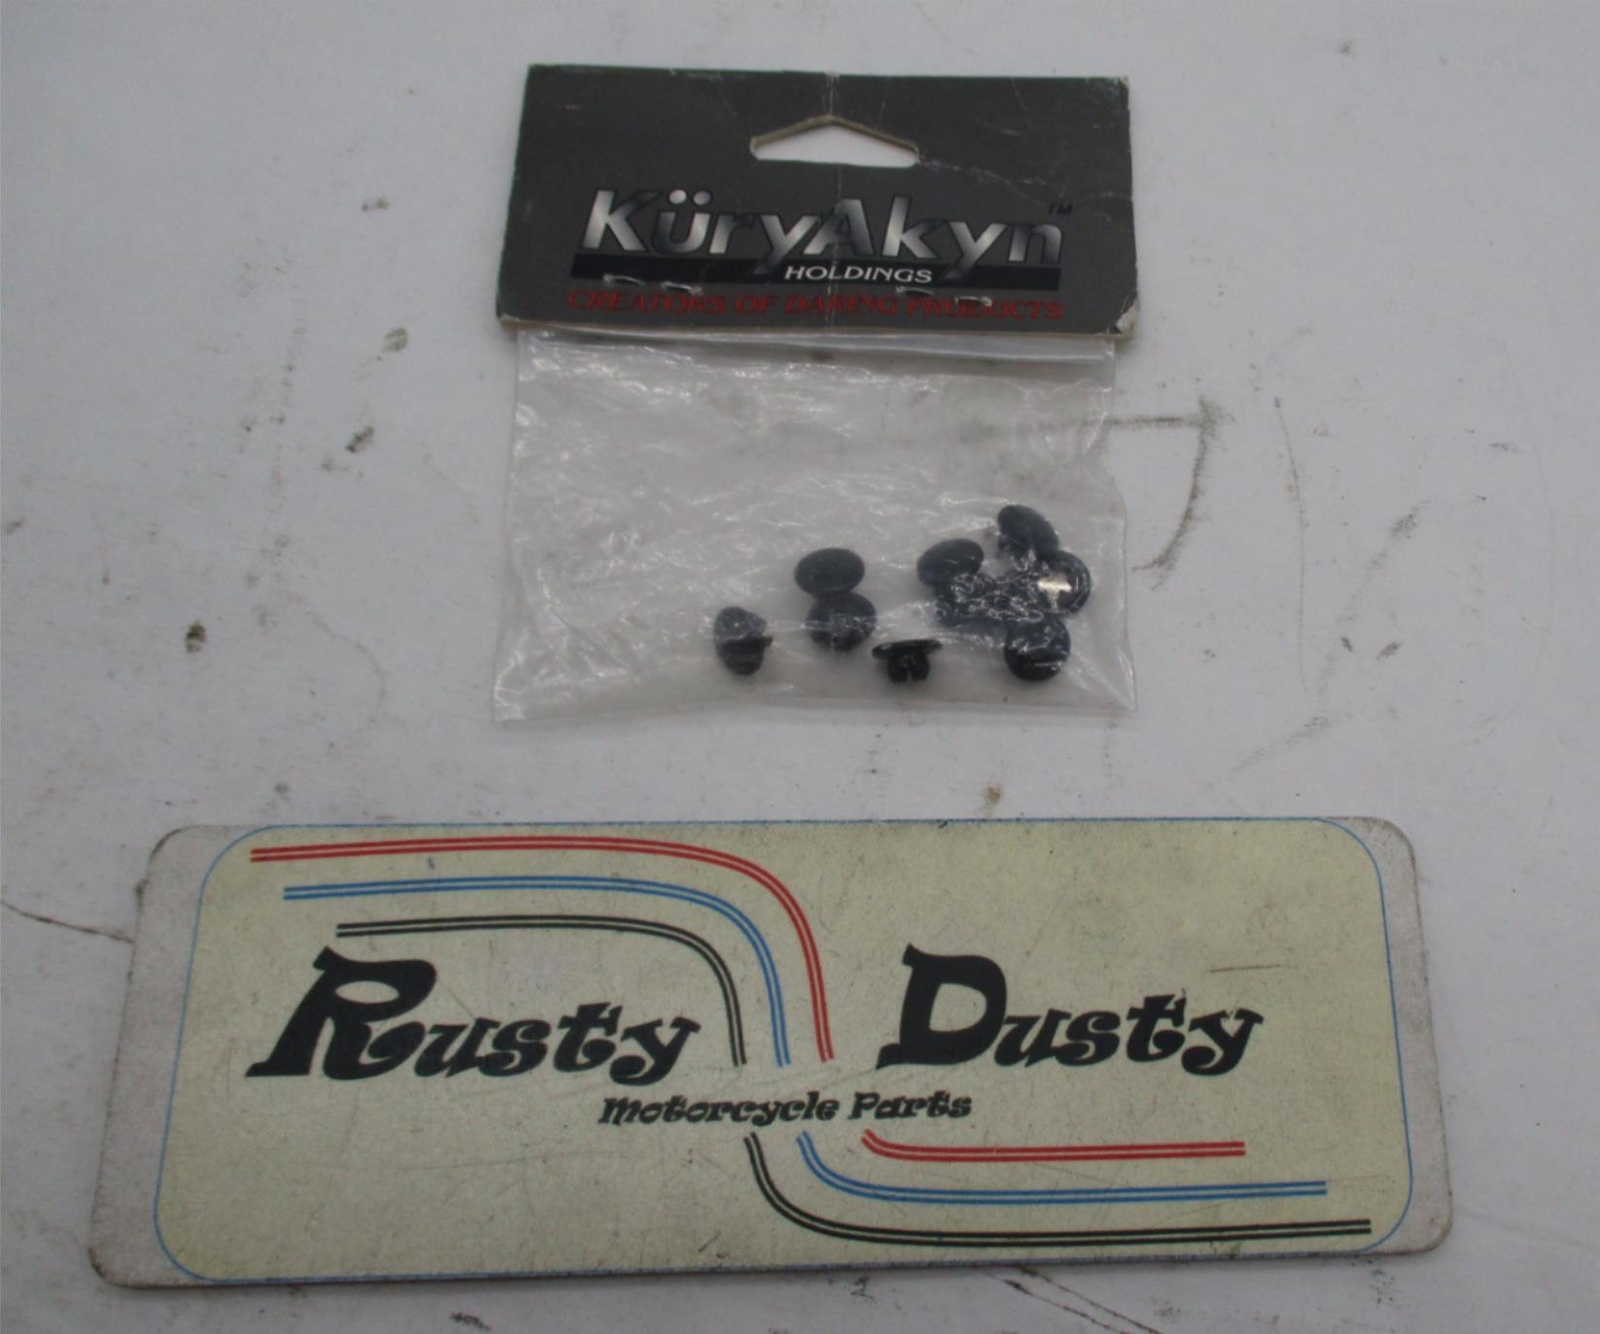 KüryAkyn™
HOLDINGS
CREATORS OF DARING PRODUCTS
Rusty Dusty
Motorcycle Parts